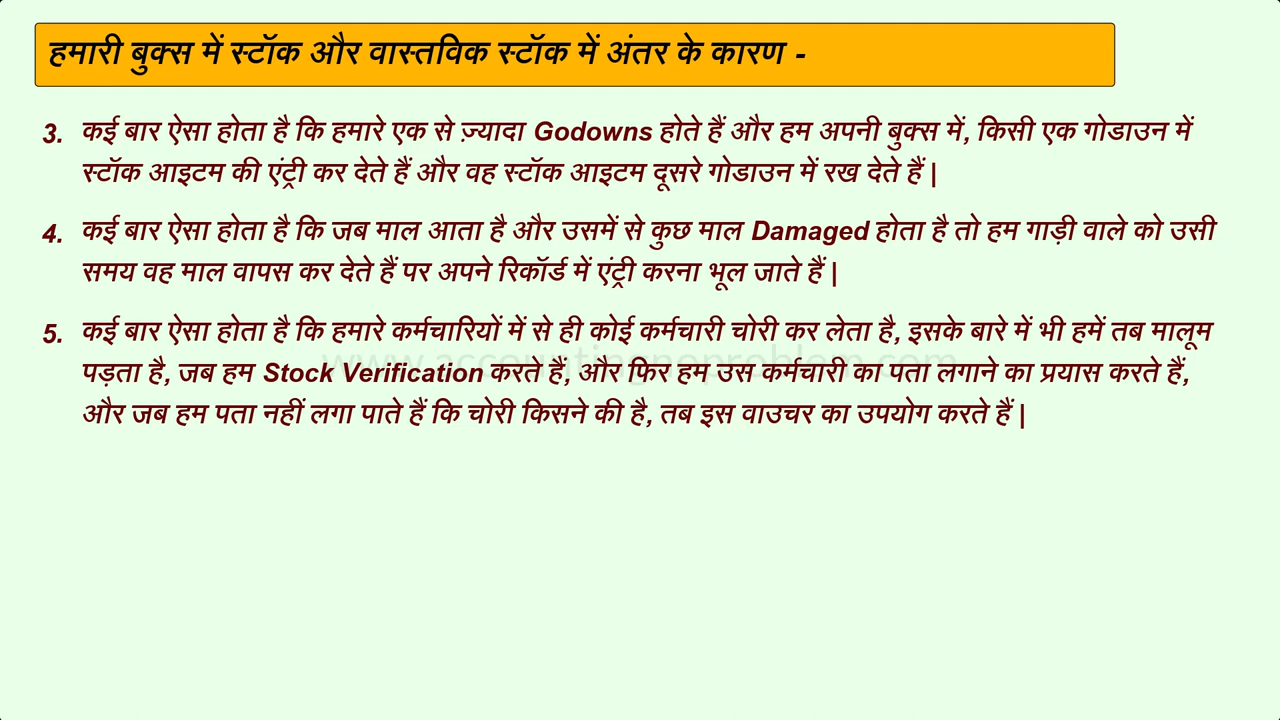 हमारी बुक्स में स्टॉक और वास्तविक स्टॉक में अंतर के कारण -
3. कई बार ऐसा होता है कि हमारे एक से ज़्यादा Godowns होते हैं और हम अपनी बुक्स में, किसी एक गोडाउन में
स्टॉक आइटम की एंट्री कर देते हैं और वह स्टॉक आइटम दूसरे गोडाउन में रख देते हैं |
4. कई बार ऐसा होता है कि जब माल आता है और उसमें से कुछ माल Damaged होता है तो हम गाड़ी वाले को उसी
समय वह माल वापस कर देते हैं पर अपने रिकॉर्ड में एंट्री करना भूल जाते हैं |
5. कई बार ऐसा होता है कि हमारे कर्मचारियों में से ही कोई कर्मचारी चोरी कर लेता है, इसके बारे में भी हमें तब मालूम
www.accountingnoproblem.com
पड़ता है, जब हम Stock Verification करते हैं, और फिर हम उस कर्मचारी का पता लगाने का प्रयास करते हैं,
और जब हम पता नहीं लगा पाते हैं कि चोरी किसने की है, तब इस वाउचर का उपयोग करते हैं |